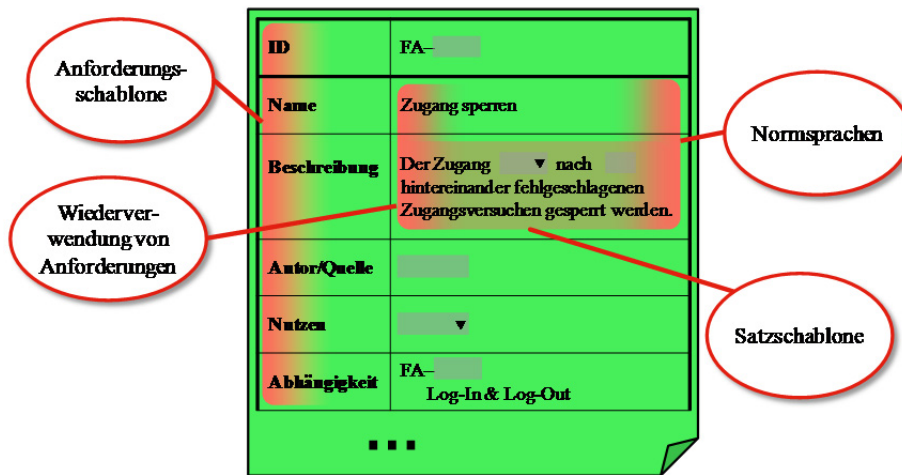 Anforderungs-
schablone
Wiederver-
wendung von
Anforderungen
ID
FA–
Name
Zugang sperren
Beschreibung
Der Zugang ▼ nach
hintereinander fehlgeschlagenen
Zugangsversuchen gesperrt werden.
Autor/Quelle
Nutzen
▼
Abhängigkeit
FA–
Log-In & Log-Out
...
Normsprachen
Satzschablone